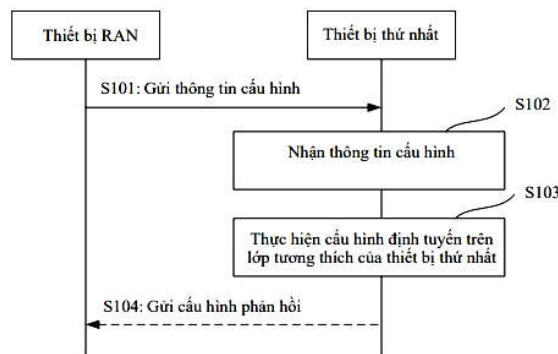 Thiết bị RAN
Thiết bị thứ nhất
S101: Gửi thông tin cấu hình
S102
Nhận thông tin cấu hình
S103
Thực hiện cấu hình định tuyến trên
lớp tương thích của thiết bị thứ nhất
S104: Gửi cấu hình phản hồi